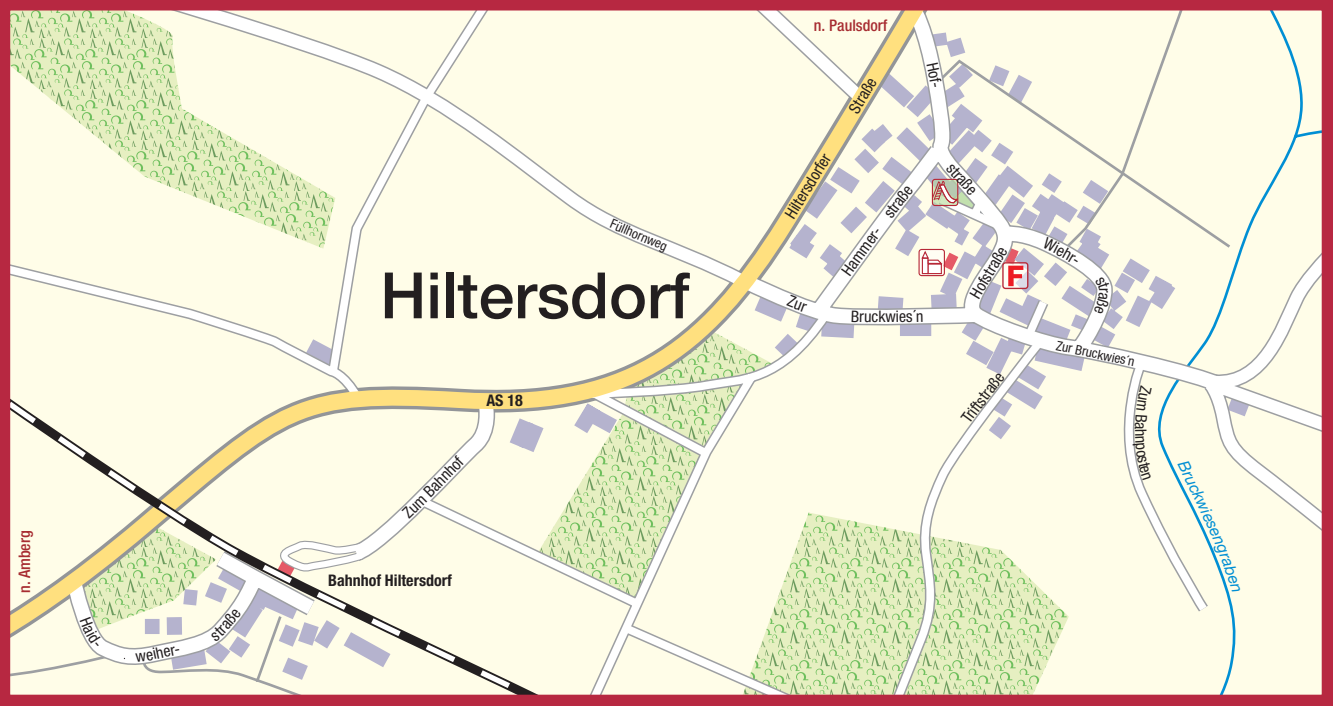 n. Paulsdorf
Hof-
straße
Hiltersdorfer Straße
Hammer-
straße
Füllhornweg
Hiltersdorf
Zur
Bruckwies´n
Hofstraße
F
Wiehr-
straße
Zur Bruckwies´n
Triftstraße
Zum Bahnposten
Bruckwiesengraben
AS 18
Zum Bahnhof
Bahnhof Hiltersdorf
n. Amberg
Haid-
weiher-
straße